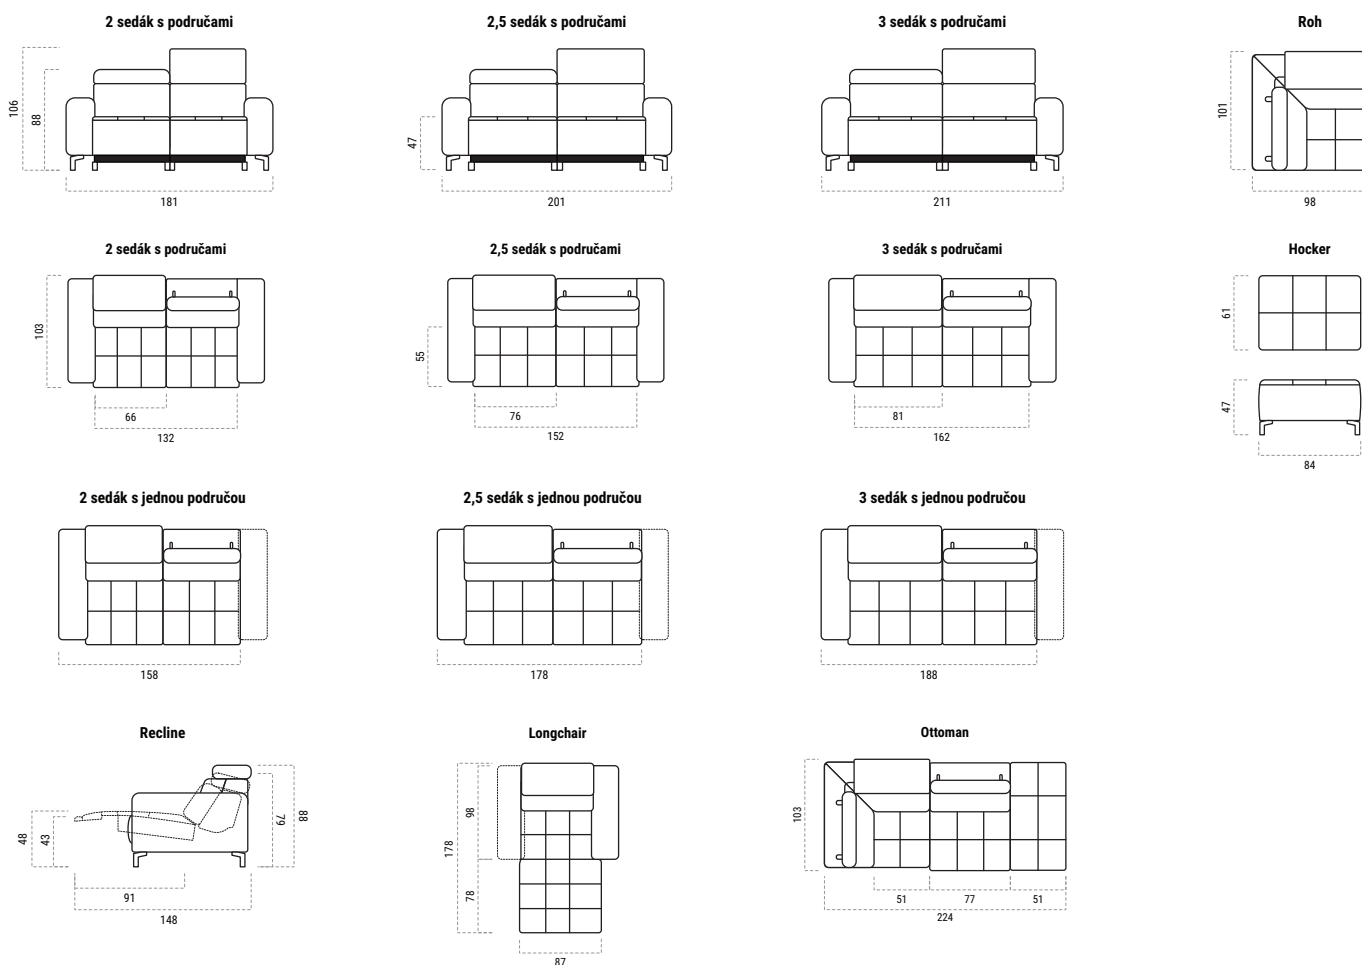 2 sedák s područami
2,5 sedák s područami
3 sedák s područami
Roh
106
88
47
101
181
201
211
98
2 sedák s područami
2,5 sedák s područami
3 sedák s područami
Hocker
103
55
61
66
132
76
152
81
162
47
84
2 sedák s jednou područou
2,5 sedák s jednou područou
3 sedák s jednou područou
158
178
188
Recline
Longchair
Ottoman
48
43
79
88
91
148
178
98
78
87
103
51
77
51
224